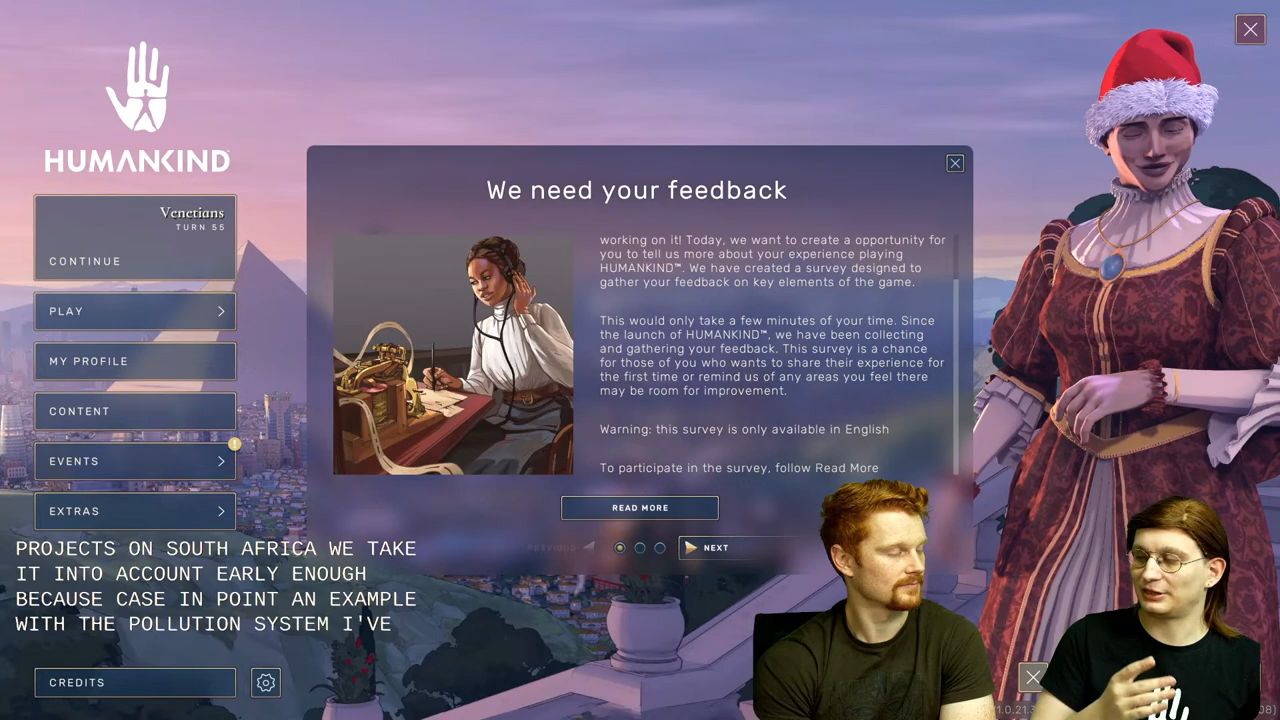 HUMANKIND
Venetians
TURN 55
CONTINUE
PLAY
MY PROFILE
CONTENT
EVENTS
!
EXTRAS
CREDITS
We need your feedback
working on it! Today, we want to create a opportunity for
you to tell us more about your experience playing
HUMANKIND™. We have created a survey designed to
gather your feedback on key elements of the game.
This would only take a few minutes of your time. Since
the launch of HUMANKIND™, we have been collecting
and gathering your feedback. This survey is a chance
for those of you who wants to share their experience for
the first time or remind us of any areas you feel there
may be room for improvement.
Warning: this survey is only available in English
To participate in the survey, follow Read More
READ MORE
PREVIOUS
NEXT
PROJECTS ON SOUTH AFRICA WE TAKE
IT INTO ACCOUNT EARLY ENOUGH
BECAUSE CASE IN POINT AN EXAMPLE
WITH THE POLLUTION SYSTEM I'VE